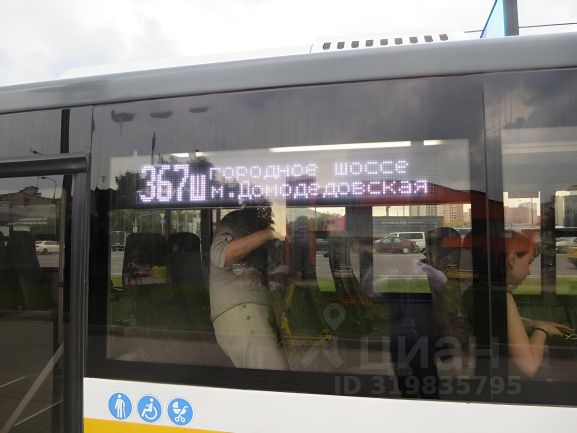 367ш
городное шоссе
м.Домодедовская
циан
ID 319835795